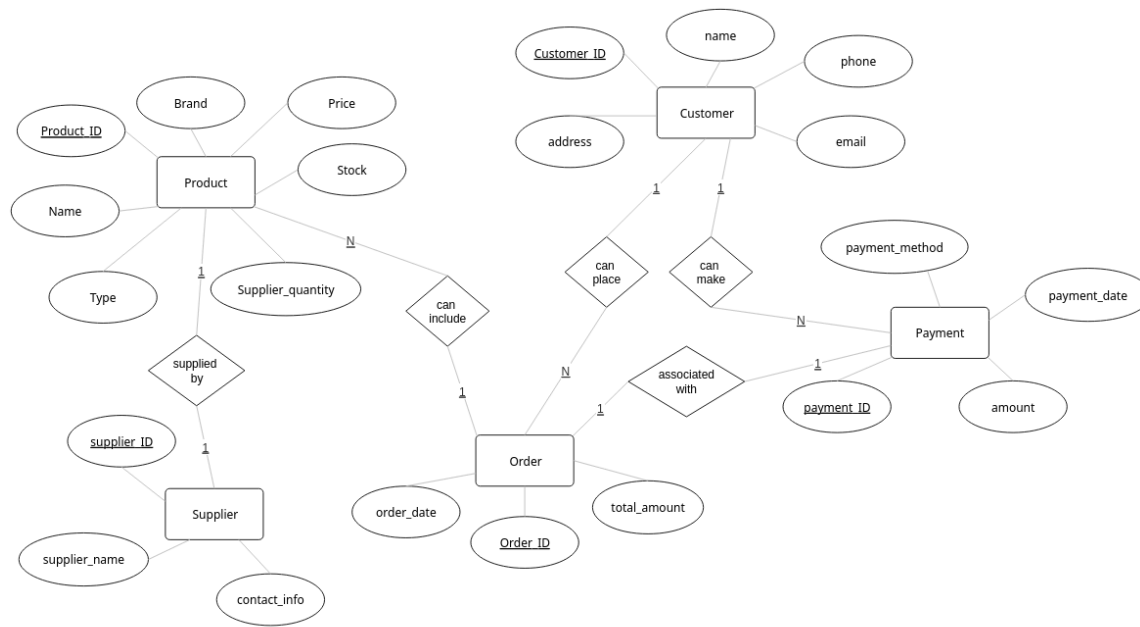 name
Customer_ID
phone
Brand
Price
Customer
Product_ID
address
email
Stock
Product
Name
1
1
N
payment_method
can
place
can
make
1
Supplier_quantity
Type
payment_date
can
include
N
Payment
supplied
by
1
N
associated
with
1
1
payment_ID
amount
supplier_ID
1
Order
order_date
total_amount
Supplier
Order_ID
supplier_name
contact_info